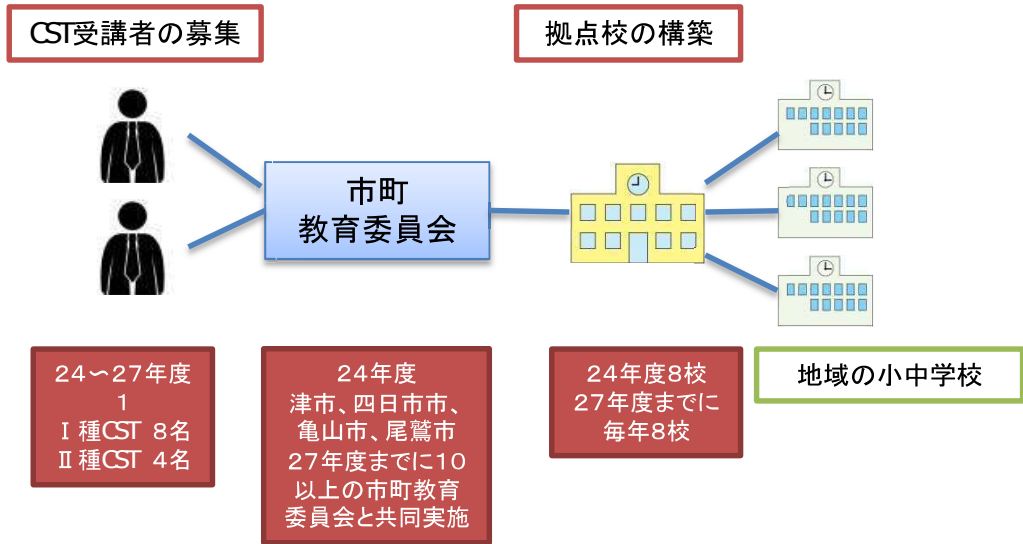 CST受講者の募集
拠点校の構築
市町
教育委員会
24～27年度
1
Ⅰ種CST 8名
Ⅱ種CST 4名
24年度
津市、四日市市、
亀山市、尾鷲市
27年度までに10
以上の市町教育
委員会と共同実施
24年度8校
27年度までに
毎年8校
地域の小中学校